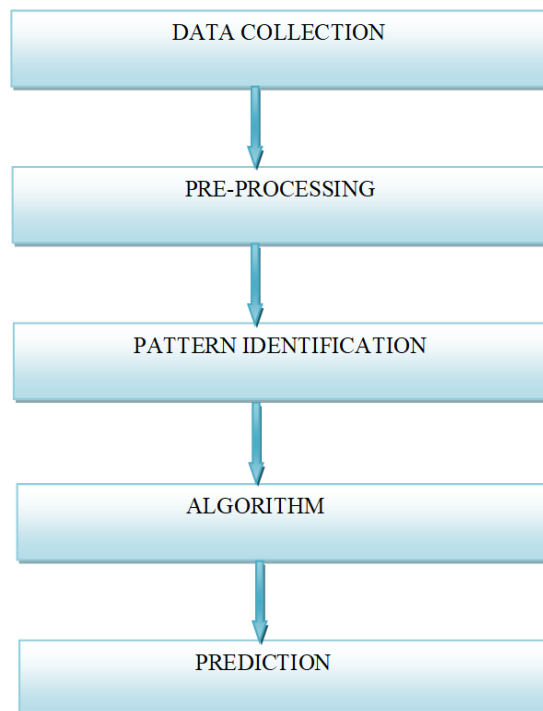 DATA COLLECTION
PRE-PROCESSING
PATTERN IDENTIFICATION
ALGORITHM
PREDICTION